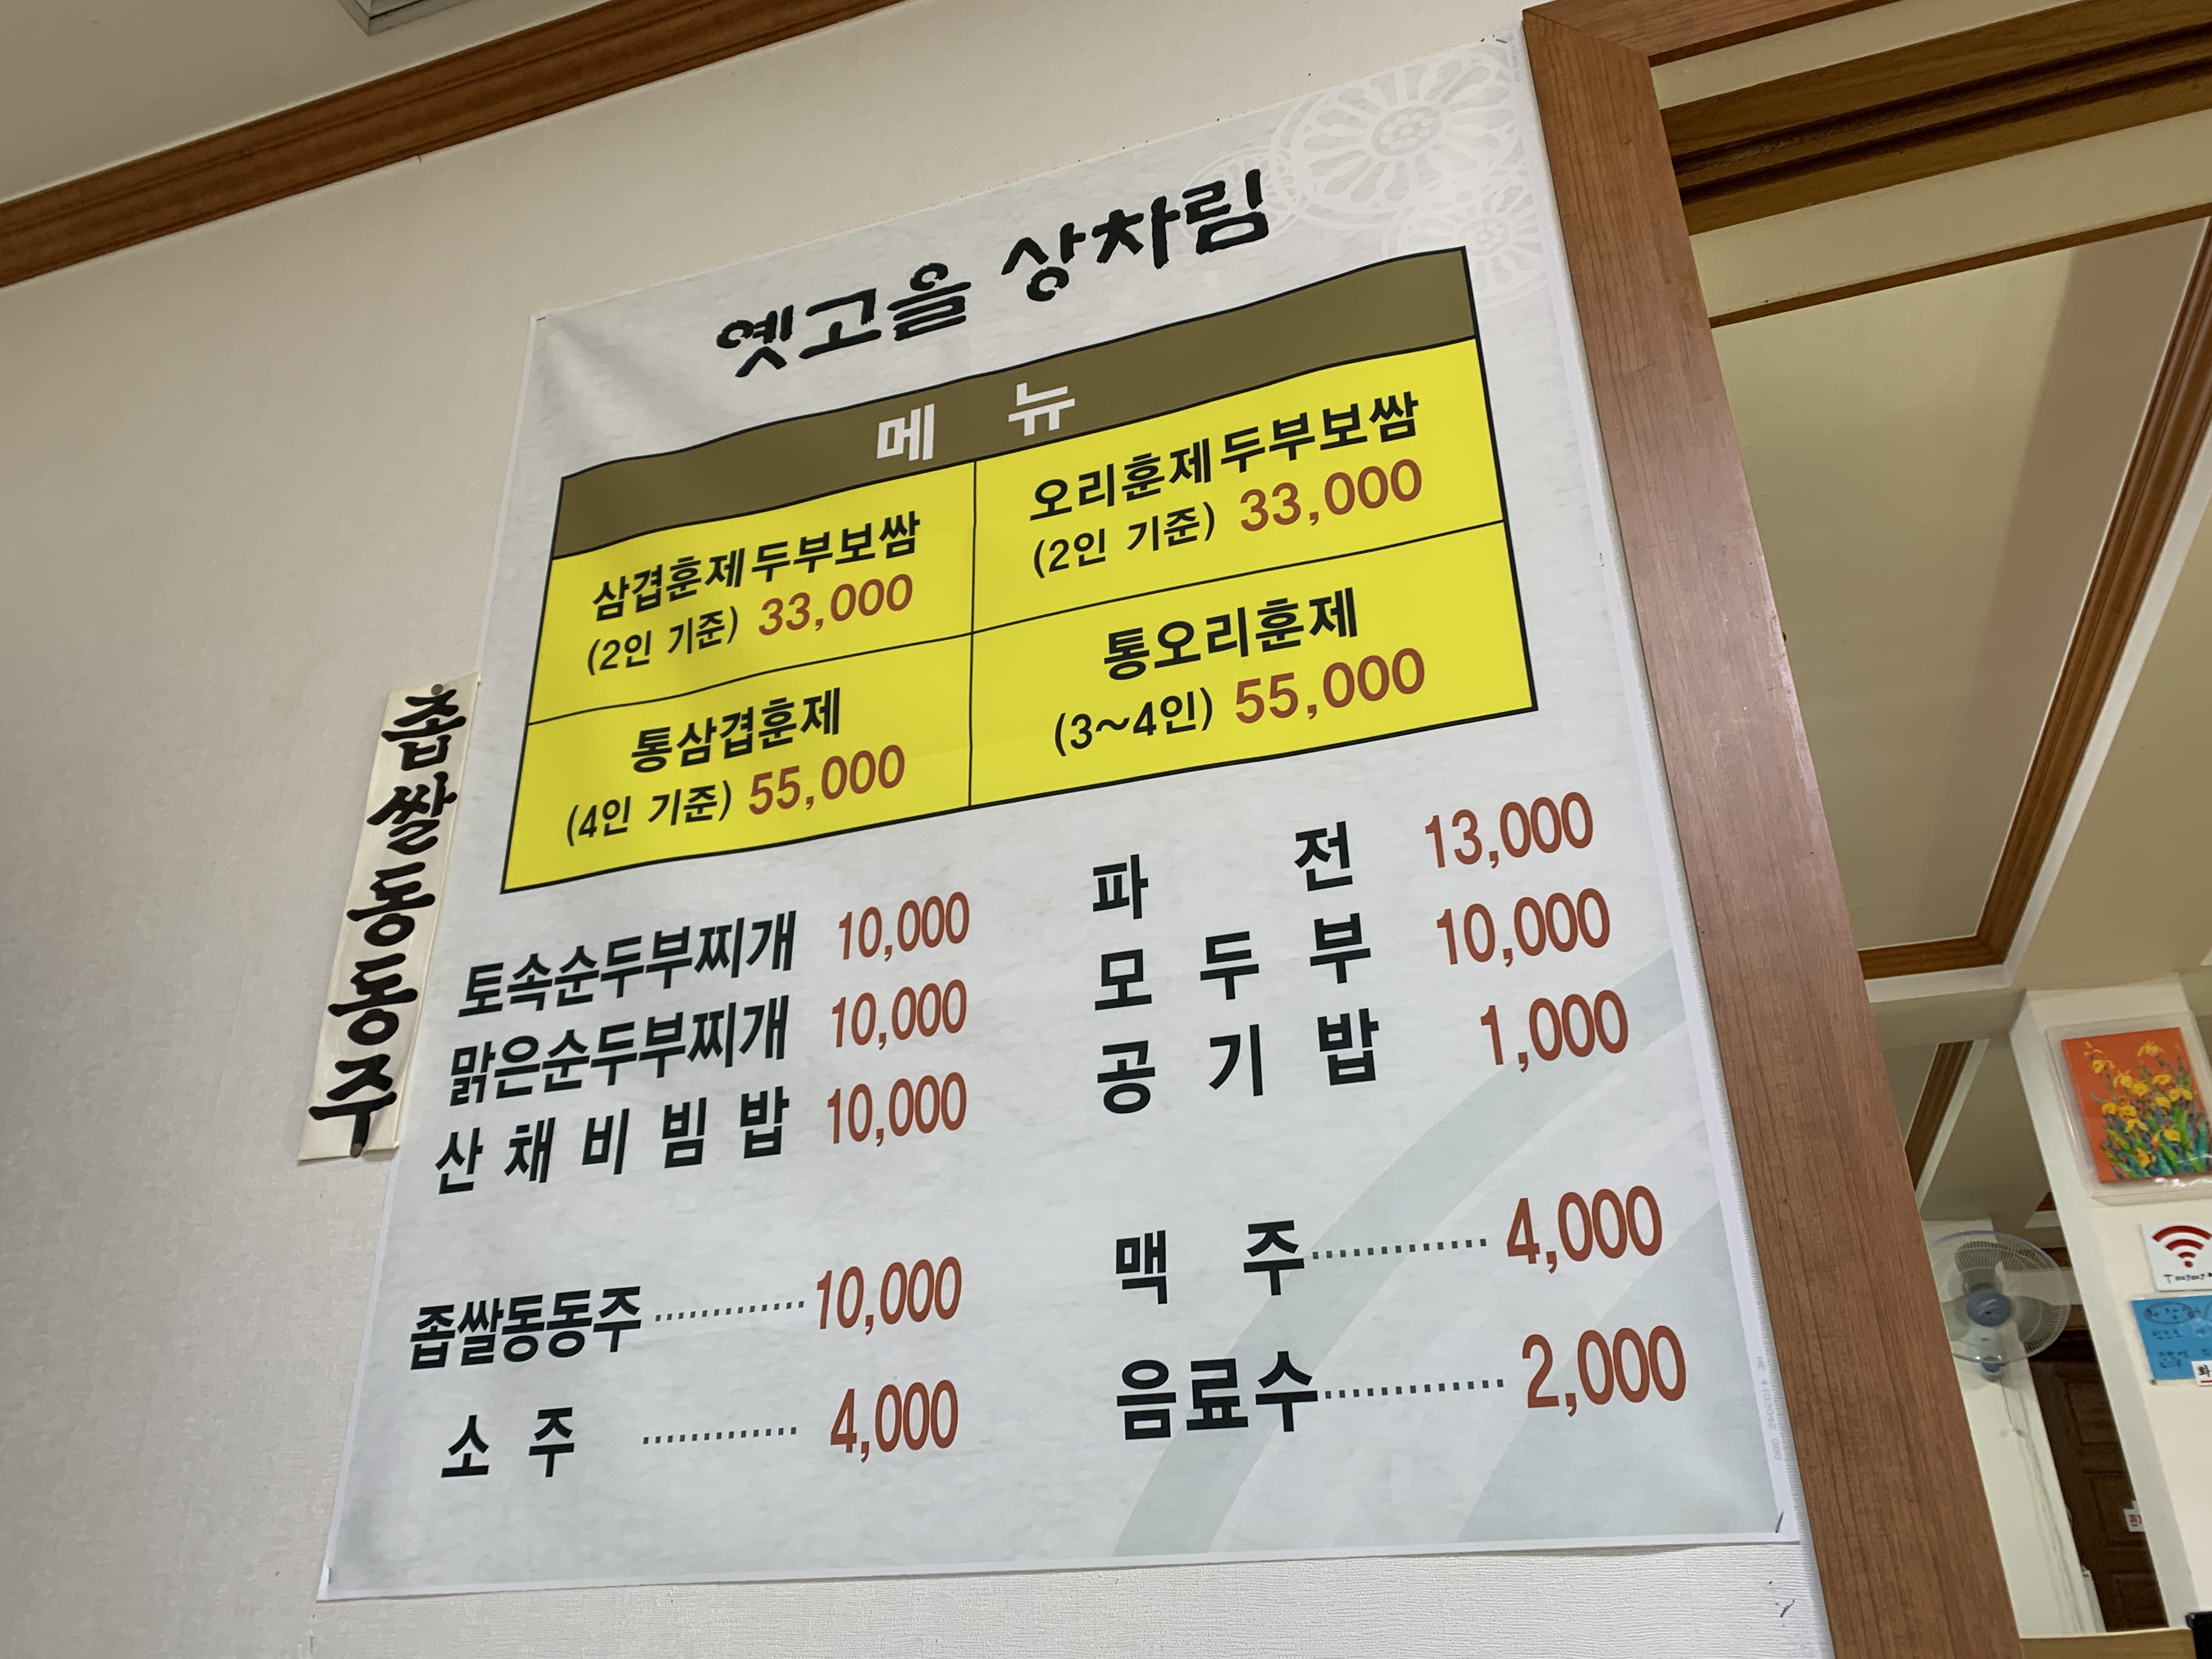 옛고을 상차림
메 뉴
삼겹훈제두부보쌈
(2인 기준) 33,000
오리훈제두부보쌈
(2인 기준) 33,000
통삼겹훈제
(4인 기준) 55,000
통오리훈제
(3~4인) 55,000
토속순두부찌개 10,000
맑은순두부찌개 10,000
산채비빔밥 10,000
파전 13,000
모두부 10,000
공기밥 1,000
좁쌀동동주 10,000
소주 4,000
맥주 4,000
음료수 2,000
좁쌀동동주